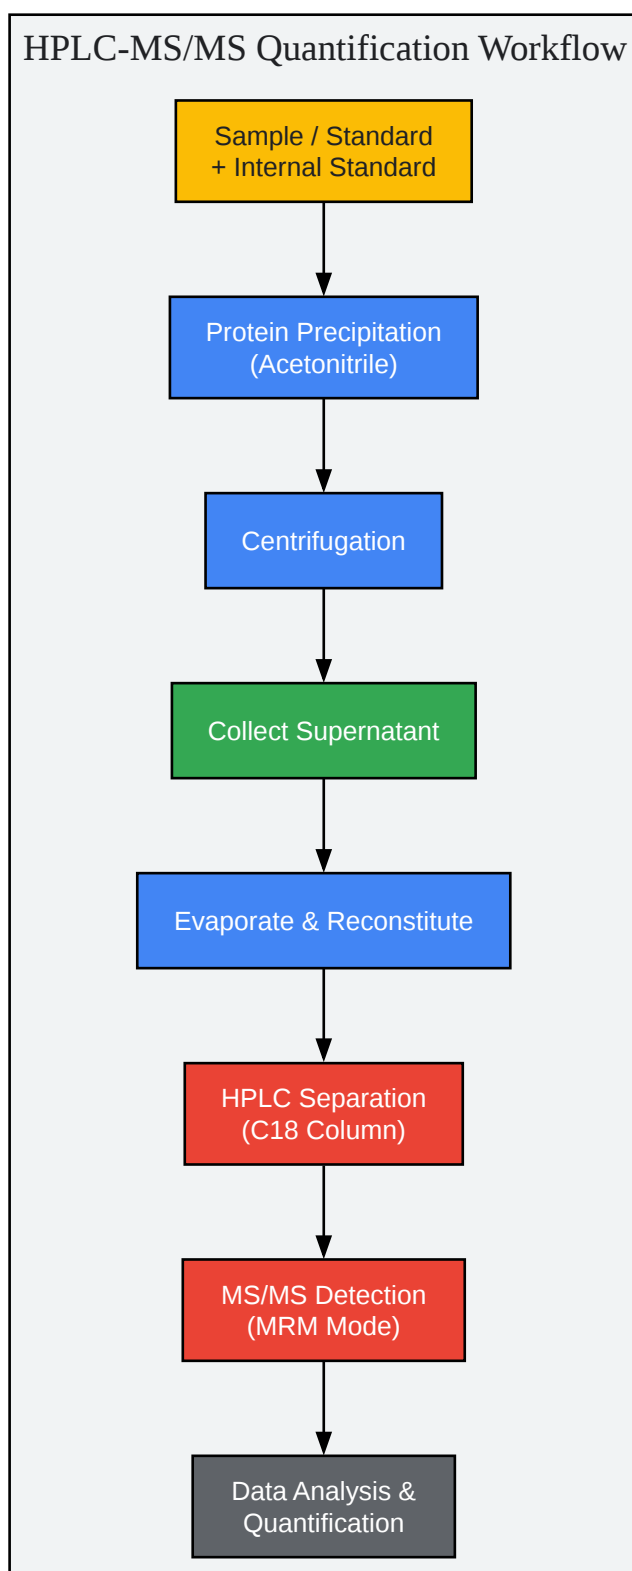 HPLC-MS/MS Quantification Workflow
Sample / Standard
+ Internal Standard
Protein Precipitation
(Acetonitrile)
Centrifugation
Collect Supernatant
Evaporate & Reconstitute
HPLC Separation
(C18 Column)
MS/MS Detection
(MRM Mode)
Data Analysis &
Quantification